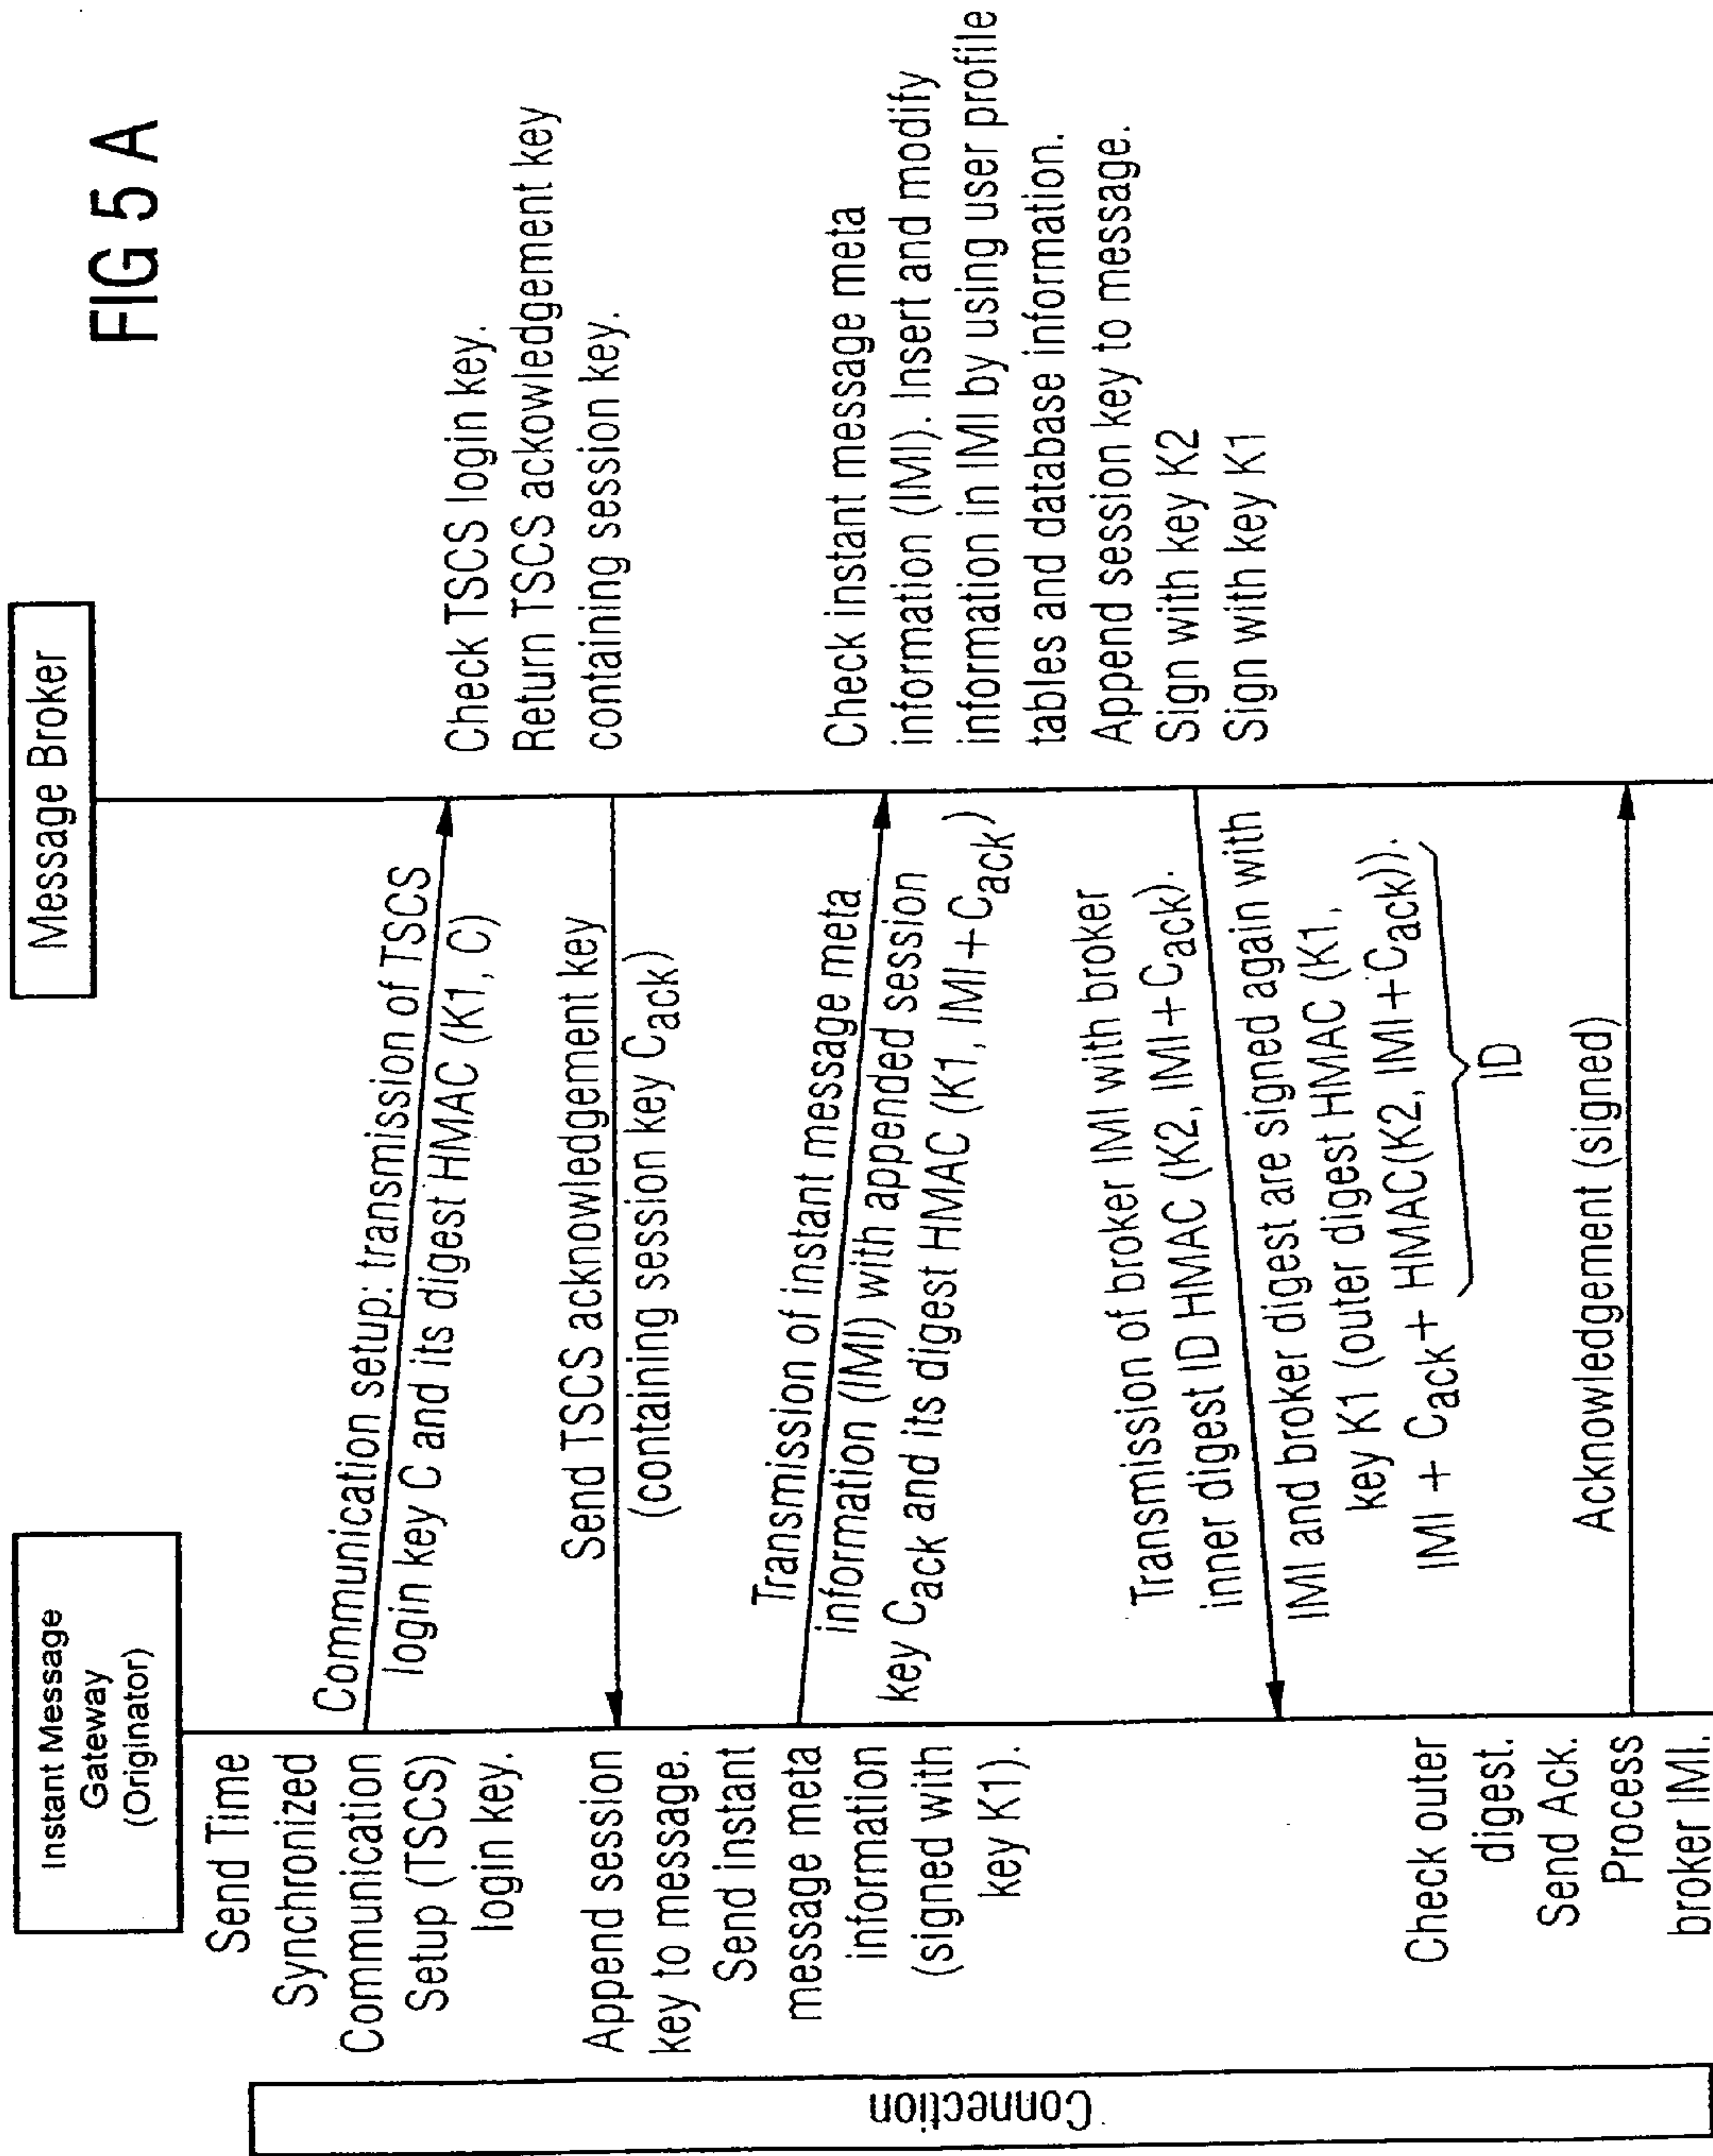 FIG 5 A
Instant Message
Gateway
(Originator)
Message Broker
Send Time
Synchronized
Communication
Setup (TSCS)
login key.
Communication setup: transmission of TSCS
login key C and its digest HMAC (K1, C)
Check TSCS login key.
Return TSCS ackowledgement key
containing session key.
Send TSCS acknowledgement key
(containing session key Cack)
Append session
key to message.
Send instant
message meta
information
(signed with
key K1).
Transmission of instant message meta
information (IMI) with appended session
key Cack and its digest HMAC (K1, IMI+Cack)
Check instant message meta
information (IMI). Insert and modify
information in IMI by using user profile
tables and database information.
Append session key to message.
Sign with key K2
Sign with key K1
Transmission of broker IMI with broker
inner digest ID HMAC (K2, IMI+Cack).
IMI and broker digest are signed again with
key K1 (outer digest HMAC (K1,
IMI + Cack+ HMAC(K2, IMI+Cack)).
ID
Check outer
digest.
Send Ack.
Process
broker IMI.
Acknowledgement (signed)
Connection